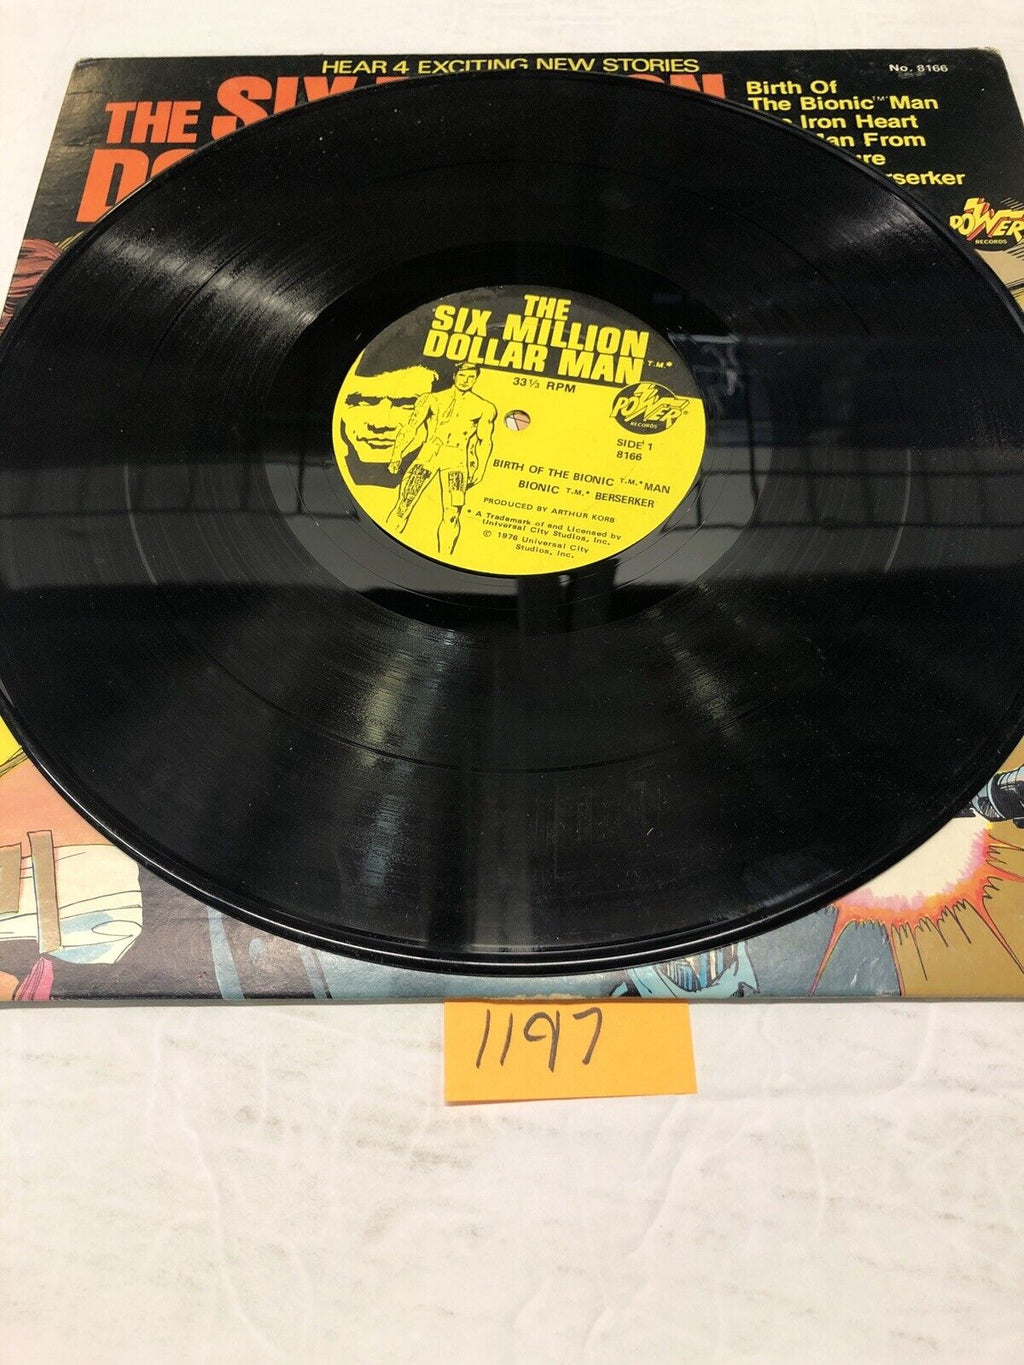 HEAR 4 EXCITING NEW STORIES
No. 8166
THE SIX
Birth Of
The Bionic™ Man
Iron Heart
From
Berserker
POWER
RECORDS
THE
SIX MILLION
DOLLAR MAN T.M.*
33⅓ RPM
POWER®
RECORDS
SIDE 1
8166
BIRTH OF THE BIONIC T.M.* MAN
BIONIC T.M.* BERSERKER
PRODUCED BY ARTHUR KORB
* A Trademark of and Licensed by
Universal City Studios, Inc.
© 1976 Universal City
Studios, Inc.
1197